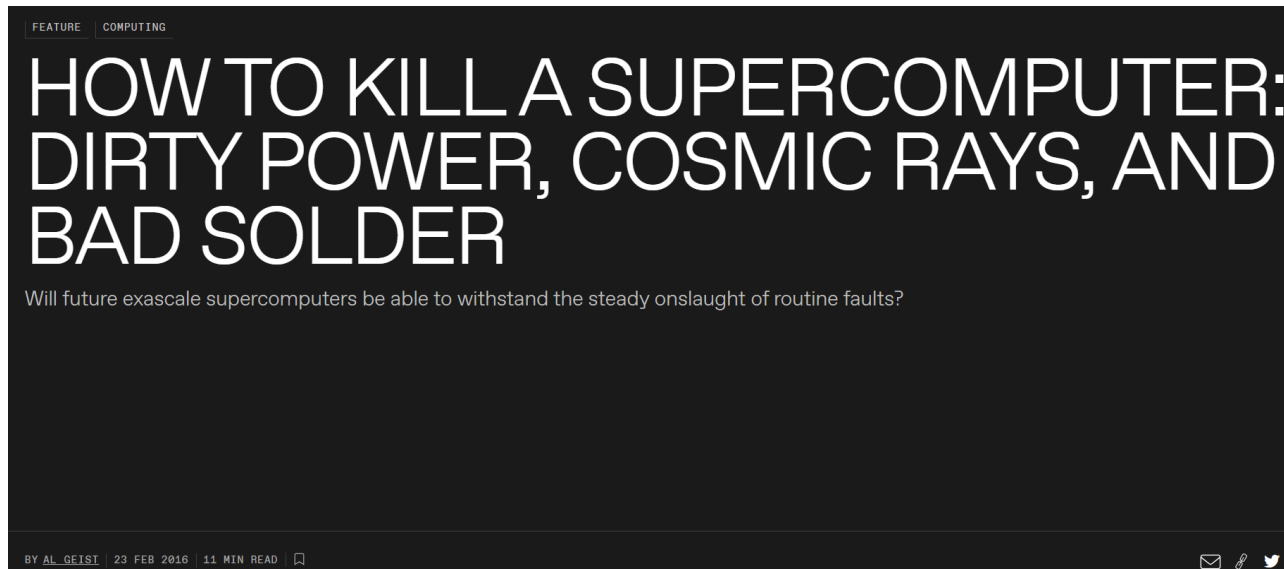 FEATURE COMPUTING
HOW TO KILL A SUPERCOMPUTER:
DIRTY POWER, COSMIC RAYS, AND
BAD SOLDER
Will future exascale supercomputers be able to withstand the steady onslaught of routine faults?
BY AL GEIST 23 FEB 2016 11 MIN READ